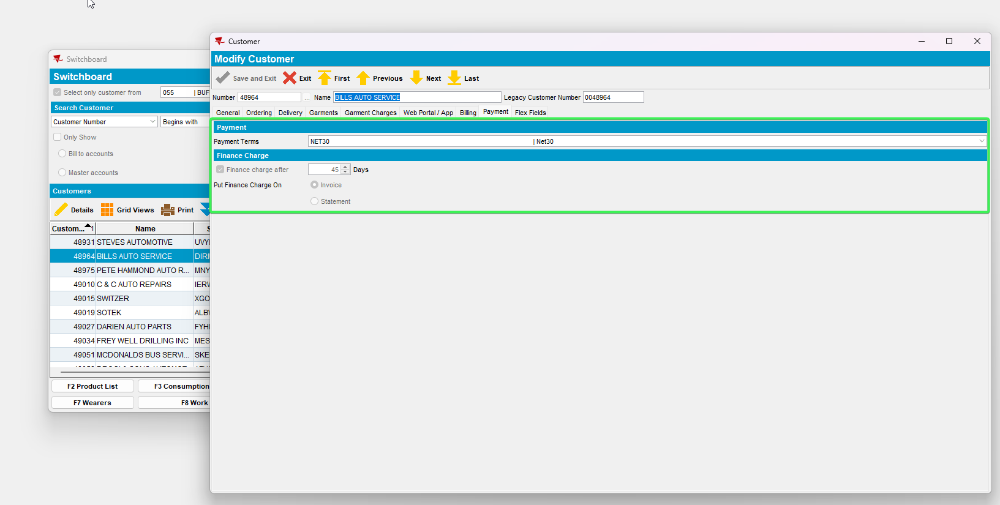 Switchboard
Switchboard
Select only customer from 055 | BUF
Search Customer
Customer Number Begins with
Only Show
Bill to accounts
Master accounts
Customers
Details Grid Views Print
Custom... 1 Name S
48931 STEVES AUTOMOTIVE UVY
48964 BILLS AUTO SERVICE DIRM
48975 PETE HAMMOND AUTO R... MNY
49010 C & C AUTO REPAIRS IERW
49015 SWITZER XGO
49019 SOTEK ALBW
49027 DARIEN AUTO PARTS FYH
49034 FREY WELL DRILLING INC MES
49051 MCDONALDS BUS SERVI... SKE
F2 Product List F3 Consumption
F7 Wearers F8 Work
Customer
Modify Customer
Save and Exit Exit First Previous Next Last
Number 48964 ... Name BILLS AUTO SERVICE Legacy Customer Number 0048964
General Ordering Delivery Garments Garment Charges Web Portal / App Billing Payment Flex Fields
Payment
Payment Terms NET30 | Net30
Finance Charge
Finance charge after 45 Days
Put Finance Charge On Invoice
Statement